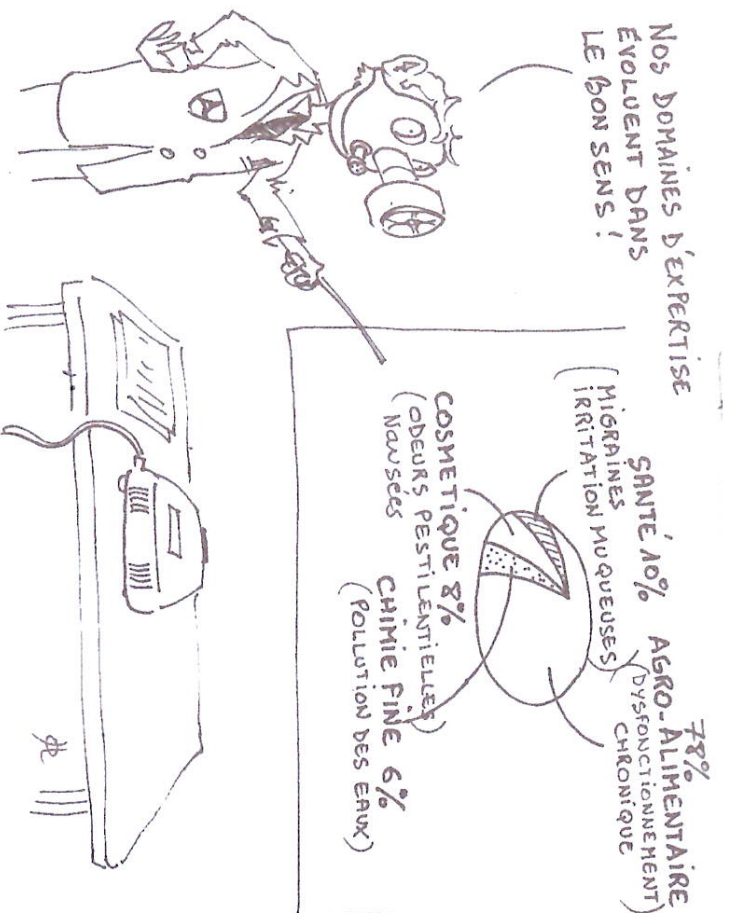 NOS DOMAINES D'EXPERTISE
ÉVOLUENT DANS
LE BON SENS !
SANTÉ 10%
(MIGRAINES
IRRITATION MUQUEUSES)
78%
AGRO-ALIMENTAIRE
(DYSFONCTIONNEMENT
CHRONIQUE)
COSMETIQUE 8%
(ODEURS PESTILENTIELLES)
NAUSÉES
CHIMIE FINE 6%
(POLLUTION DES EAUX)